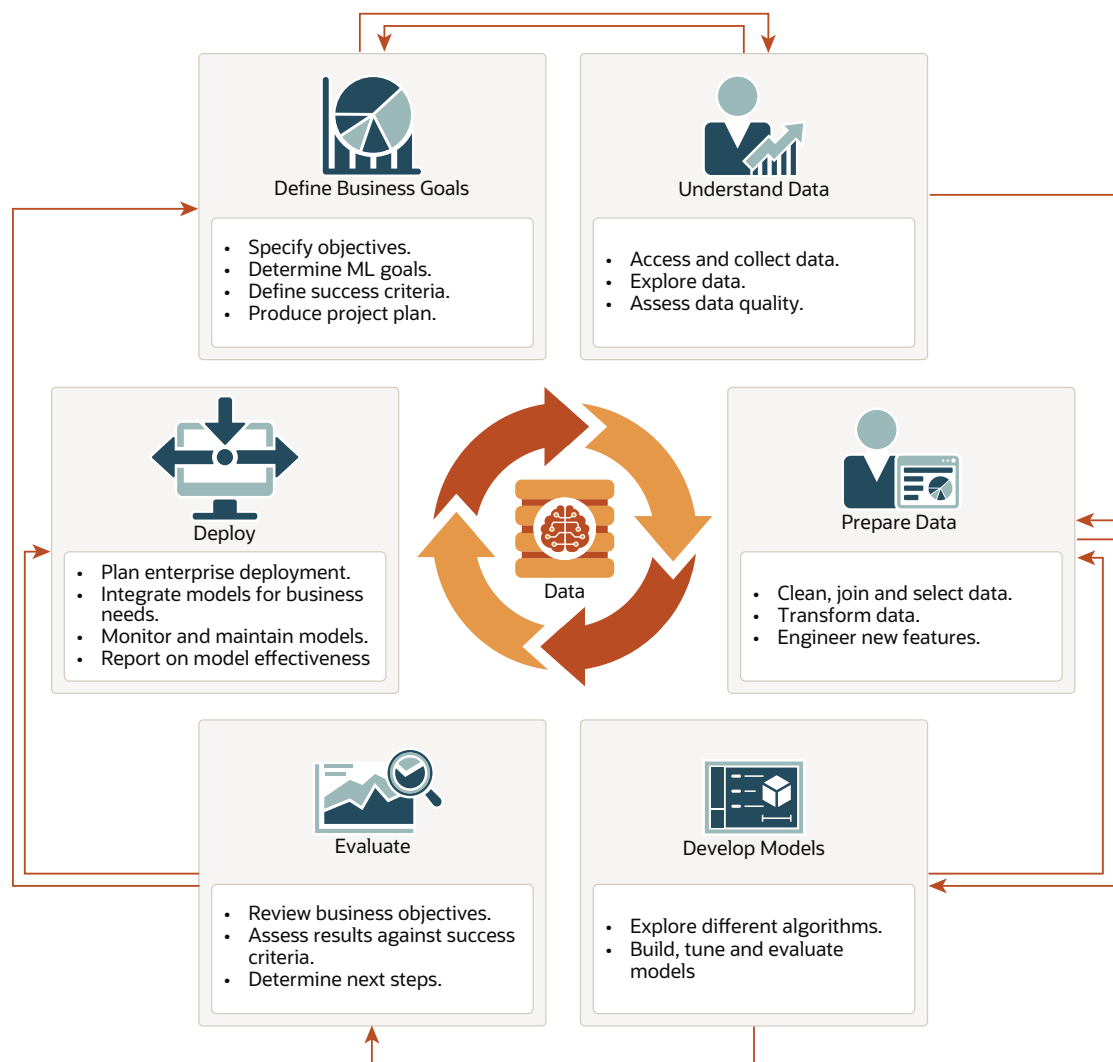 Define Business Goals
• Specify objectives.
• Determine ML goals.
• Define success criteria.
• Produce project plan.
Understand Data
• Access and collect data.
• Explore data.
• Assess data quality.
Deploy
• Plan enterprise deployment.
• Integrate models for business
needs.
• Monitor and maintain models.
• Report on model effectiveness
Data
Prepare Data
• Clean, join and select data.
• Transform data.
• Engineer new features.
Evaluate
• Review business objectives.
• Assess results against success
criteria.
• Determine next steps.
Develop Models
• Explore different algorithms.
• Build, tune and evaluate
models